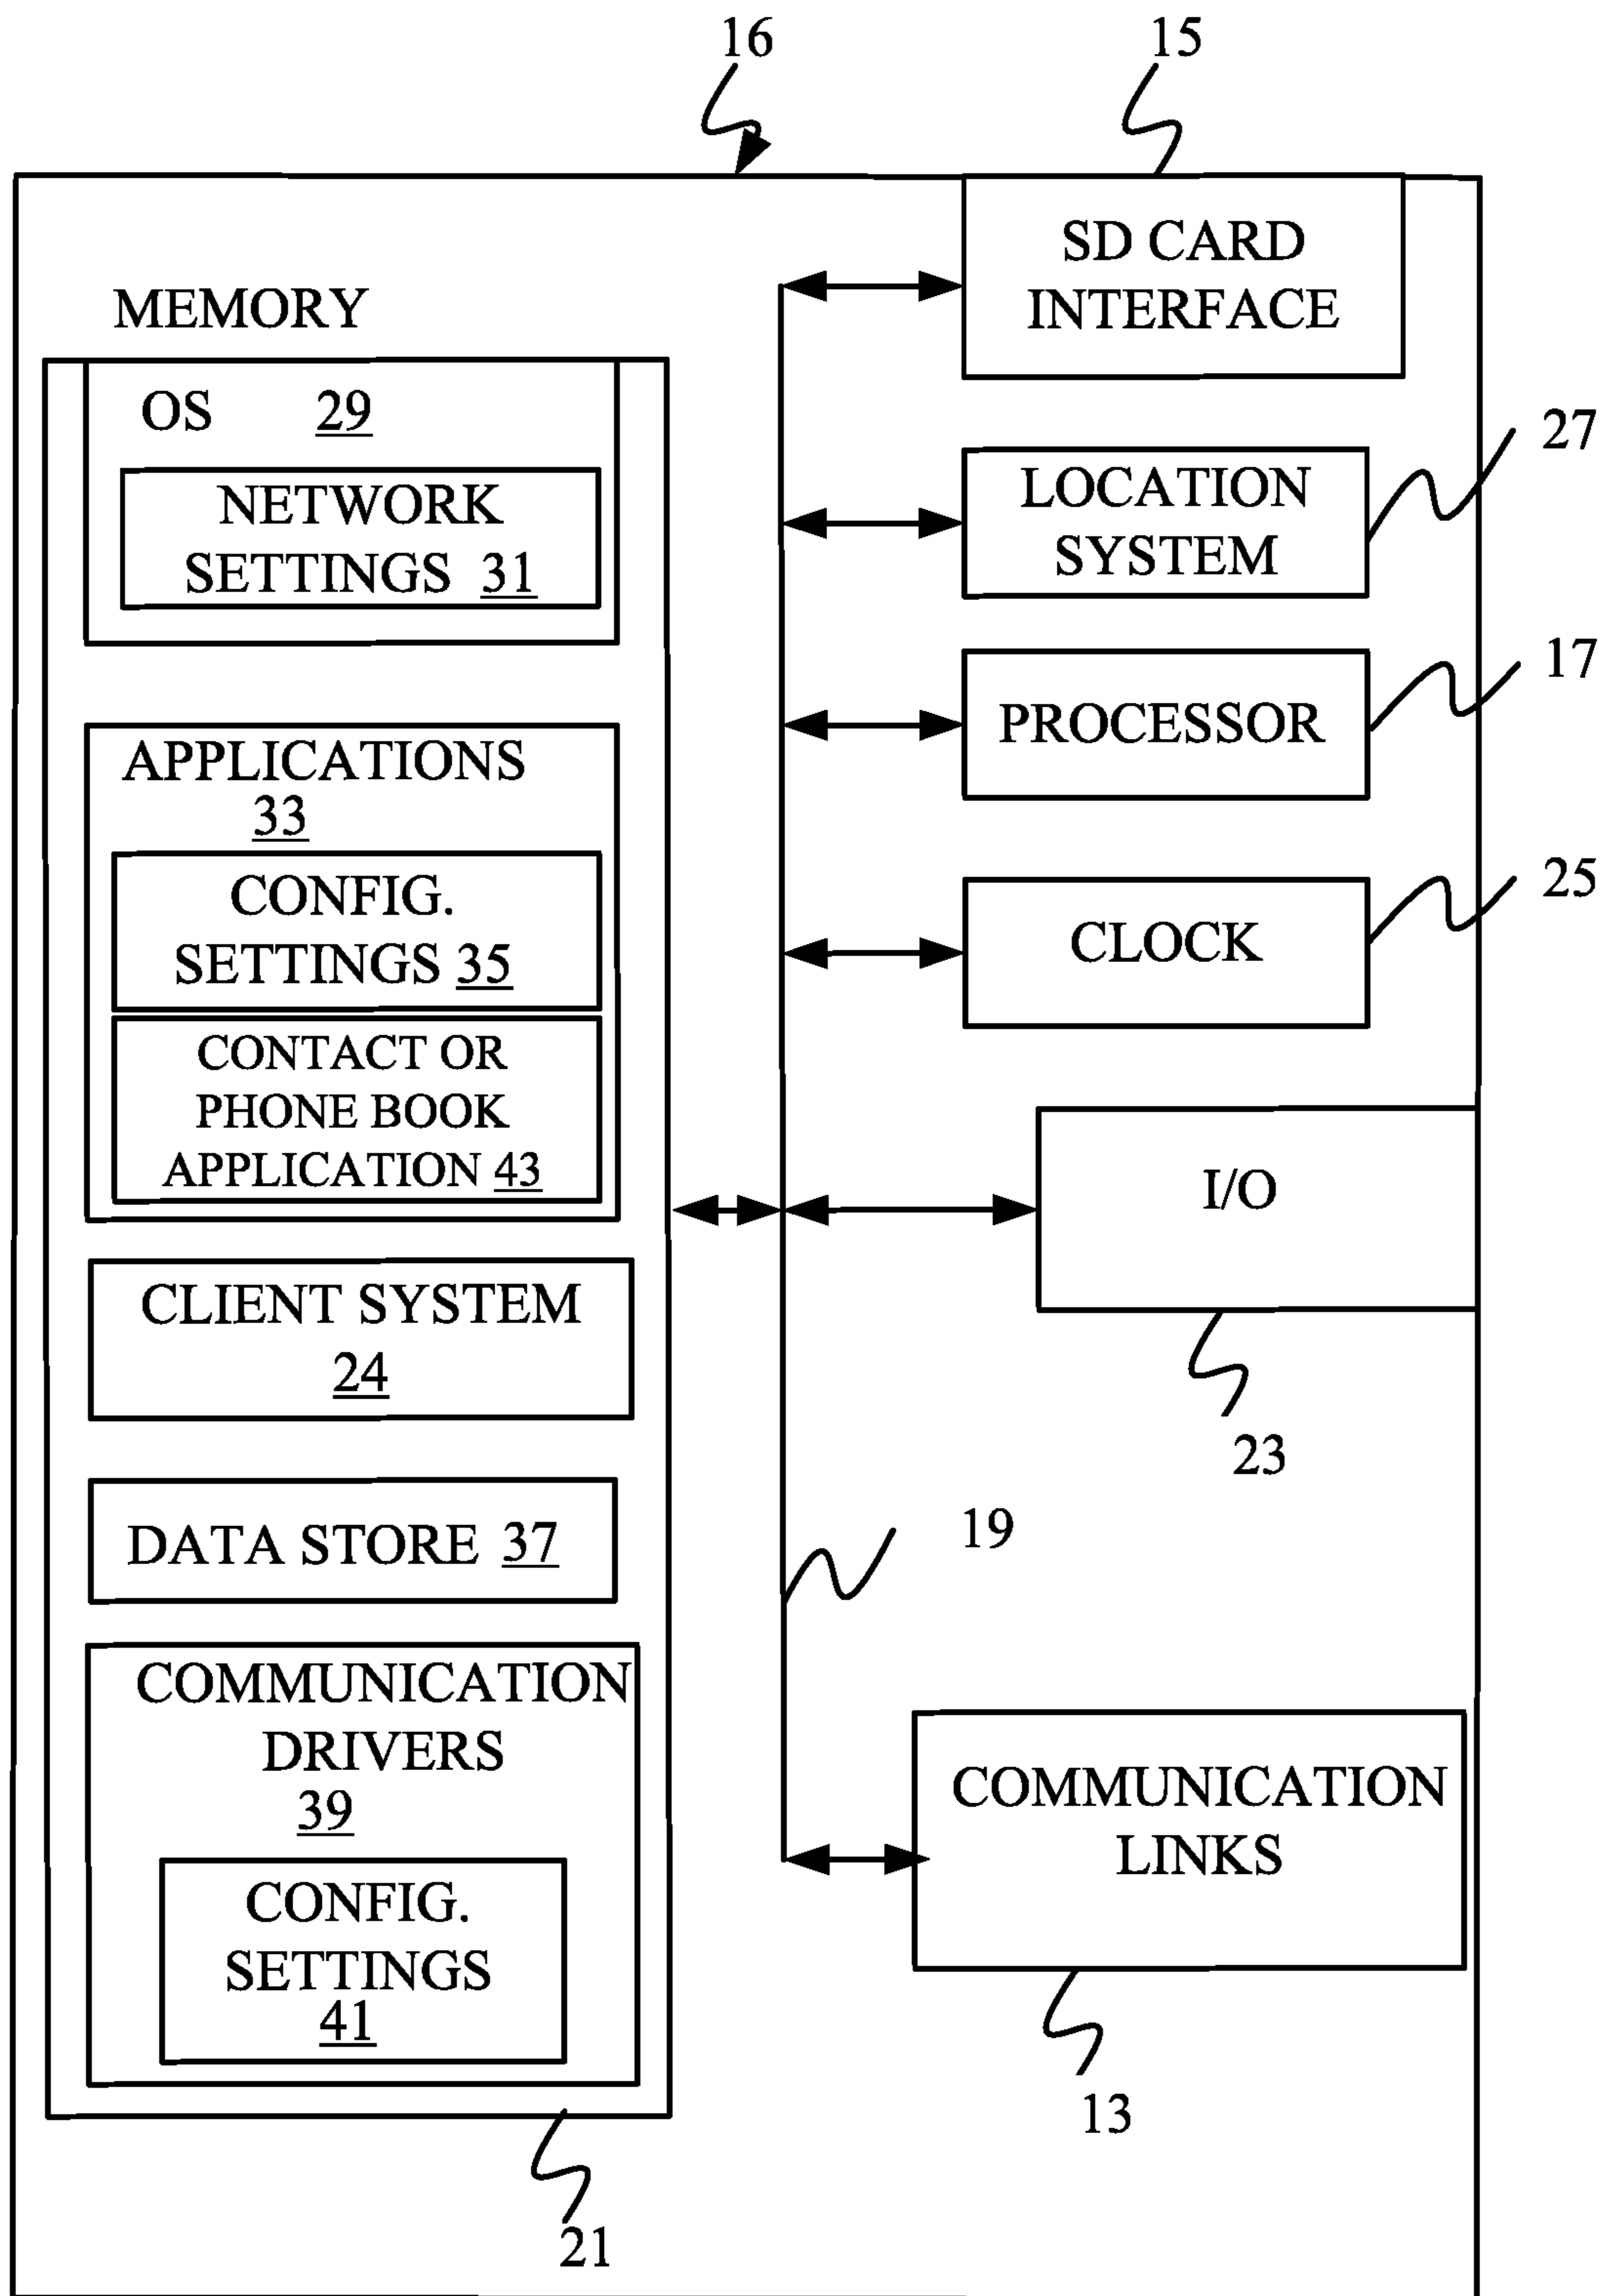 16
15
SD CARD
INTERFACE
MEMORY
OS 29
NETWORK
SETTINGS 31
27
LOCATION
SYSTEM
17
PROCESSOR
APPLICATIONS
33
CONFIG.
SETTINGS 35
25
CLOCK
CONTACT OR
PHONE BOOK
APPLICATION 43
I/O
23
CLIENT SYSTEM
24
DATA STORE 37
19
COMMUNICATION
DRIVERS
39
CONFIG.
SETTINGS
41
COMMUNICATION
LINKS
13
21